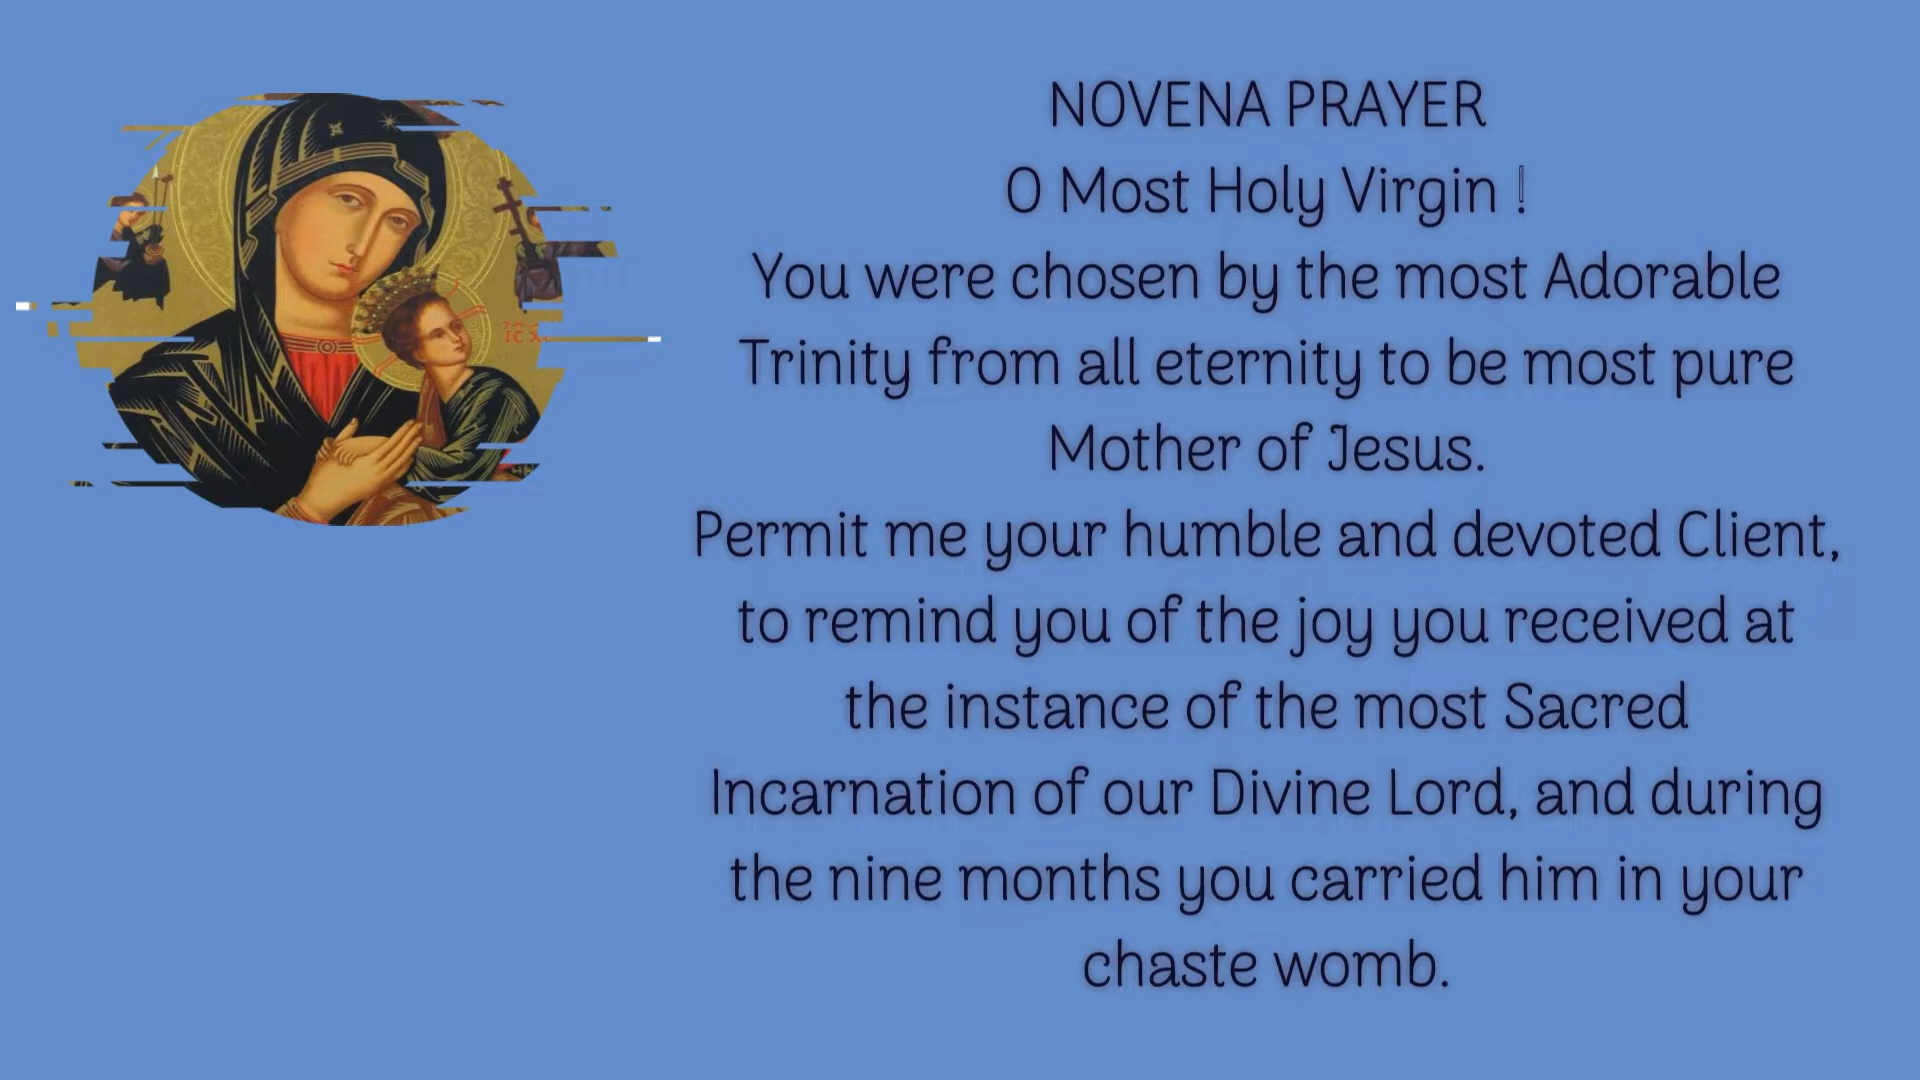 NOVENA PRAYER
O Most Holy Virgin !
You were chosen by the most Adorable
Trinity from all eternity to be most pure
Mother of Jesus.
Permit me your humble and devoted Client,
to remind you of the joy you received at
the instance of the most Sacred
Incarnation of our Divine Lord, and during
the nine months you carried him in your
chaste womb.